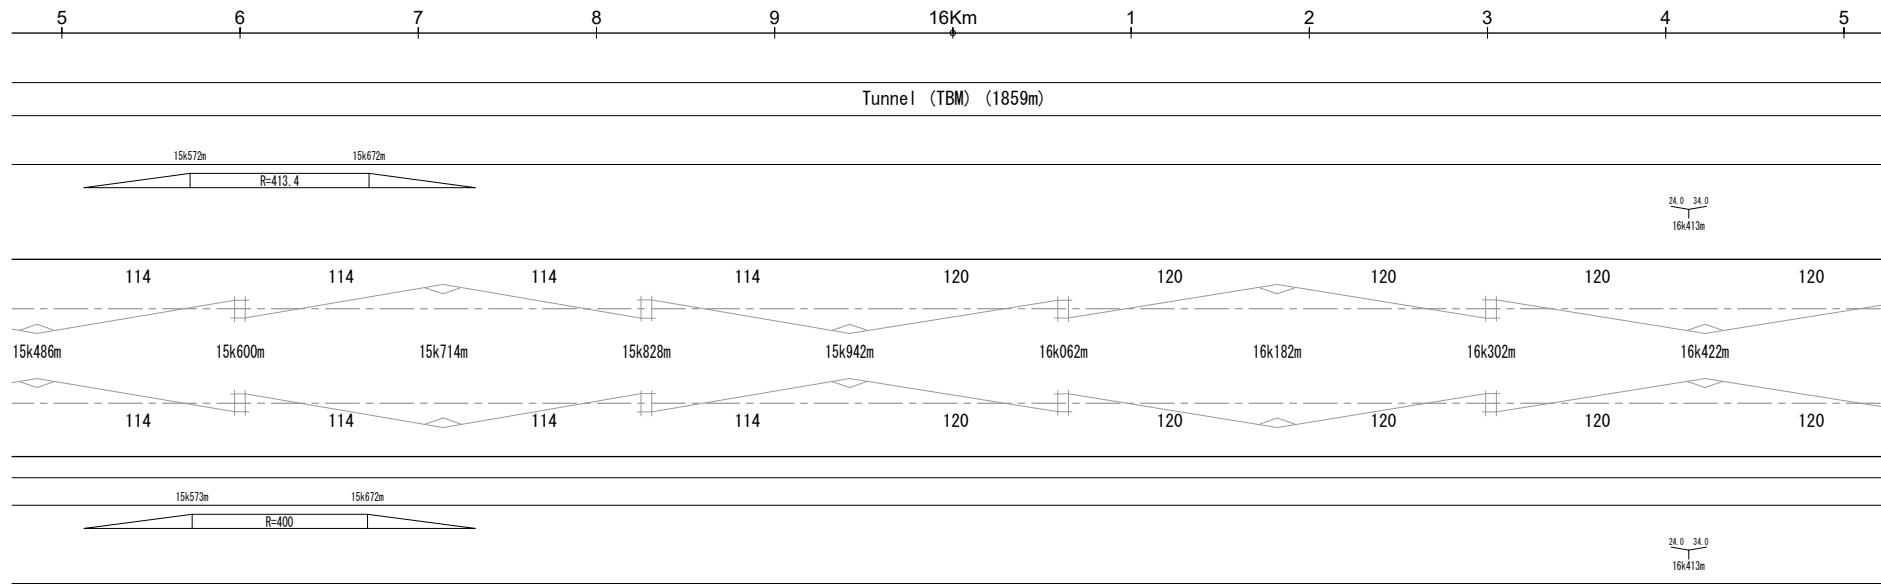 5 6 7 8 9 16Km 1 2 3 4 5
Tunnel (TBM) (1859m)
15k572m 15k672m
R=413.4
24.0 34.0
16k413m
114 114 114 114 120 120 120 120 120
15k486m 15k600m 15k714m 15k828m 15k942m 16k062m 16k182m 16k302m 16k422m
114 114 114 114 120 120 120 120 120
15k573m 15k672m
R=400
24.0 34.0
16k413m